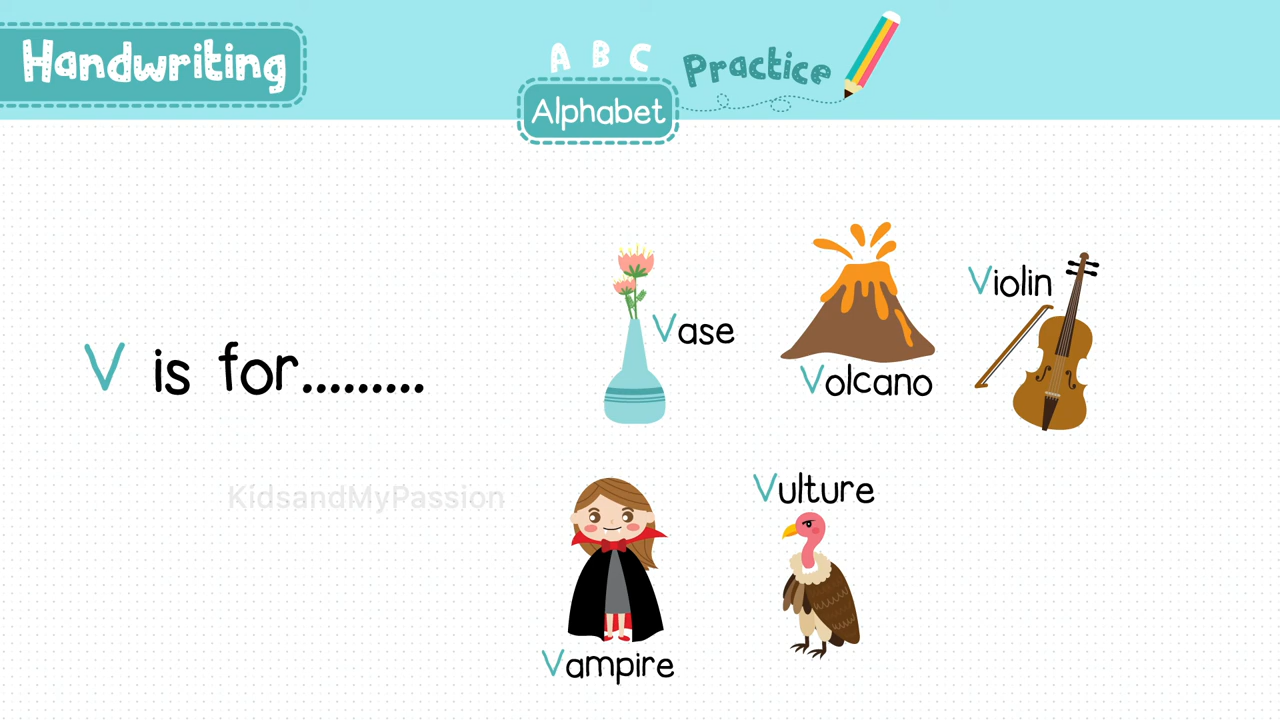 Handwriting
A B C
Alphabet
Practice
V is for.........
Vase
Volcano
Violin
KidsandMyPassion
Vampire
Vulture